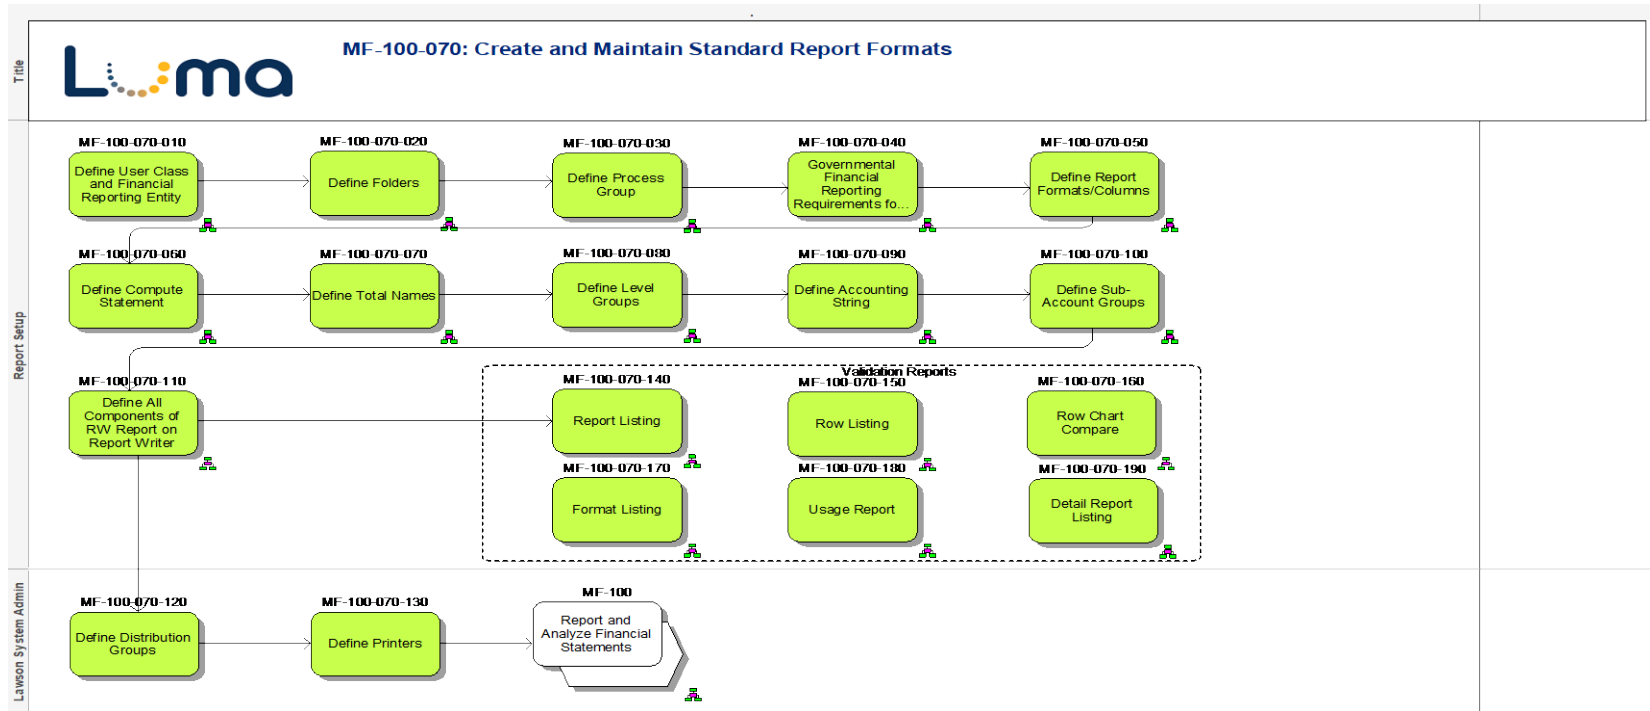 Title
Luma
MF-100-070: Create and Maintain Standard Report Formats
Report Setup
MF-100-070-010
Define User Class
and Financial
Reporting Entity
MF-100-070-020
Define Folders
MF-100-070-030
Define Process
Group
MF-100-070-040
Governmental
Financial
Reporting
Requirements fo...
MF-100-070-050
Define Report
Formats/Columns
MF-100-070-060
Define Compute
Statement
MF-100-070-070
Define Total Names
MF-100-070-080
Define Level
Groups
MF-100-070-090
Define Accounting
String
MF-100-070-100
Define Sub-
Account Groups
MF-100-070-110
Define All
Components of
RW Report on
Report Writer
Validation Reports
MF-100-070-140
Report Listing
MF-100-070-150
Row Listing
MF-100-070-160
Row Chart
Compare
MF-100-070-170
Format Listing
MF-100-070-180
Usage Report
MF-100-070-190
Detail Report
Listing
Lawson System Admin
MF-100-070-120
Define Distribution
Groups
MF-100-070-130
Define Printers
MF-100
Report and
Analyze Financial
Statements